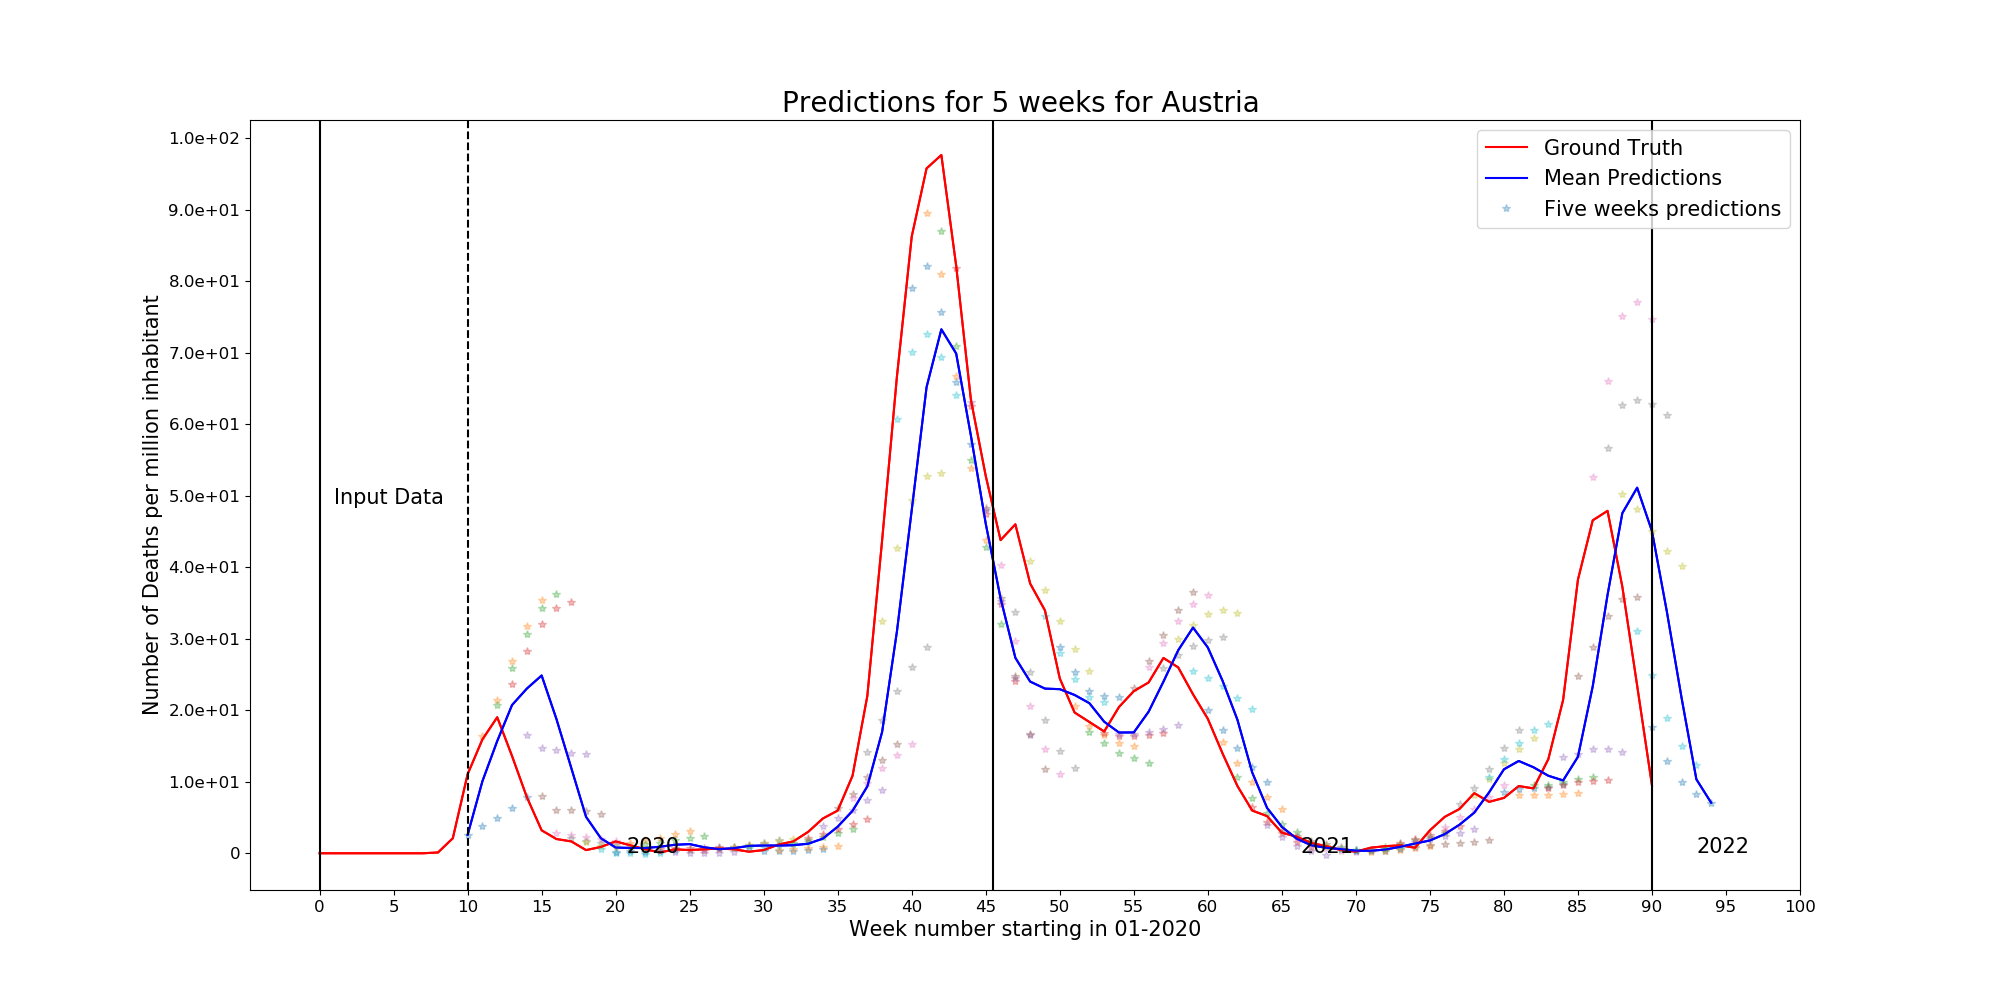 Predictions for 5 weeks for Austria
1.0e+02
9.0e+01
8.0e+01
7.0e+01
6.0e+01
5.0e+01
4.0e+01
3.0e+01
2.0e+01
1.0e+01
0
Number of Deaths per million inhabitant
Ground Truth
Mean Predictions
Five weeks predictions
Input Data
2020
2021
2022
0 5 10 15 20 25 30 35 40 45 50 55 60 65 70 75 80 85 90 95 100
Week number starting in 01-2020